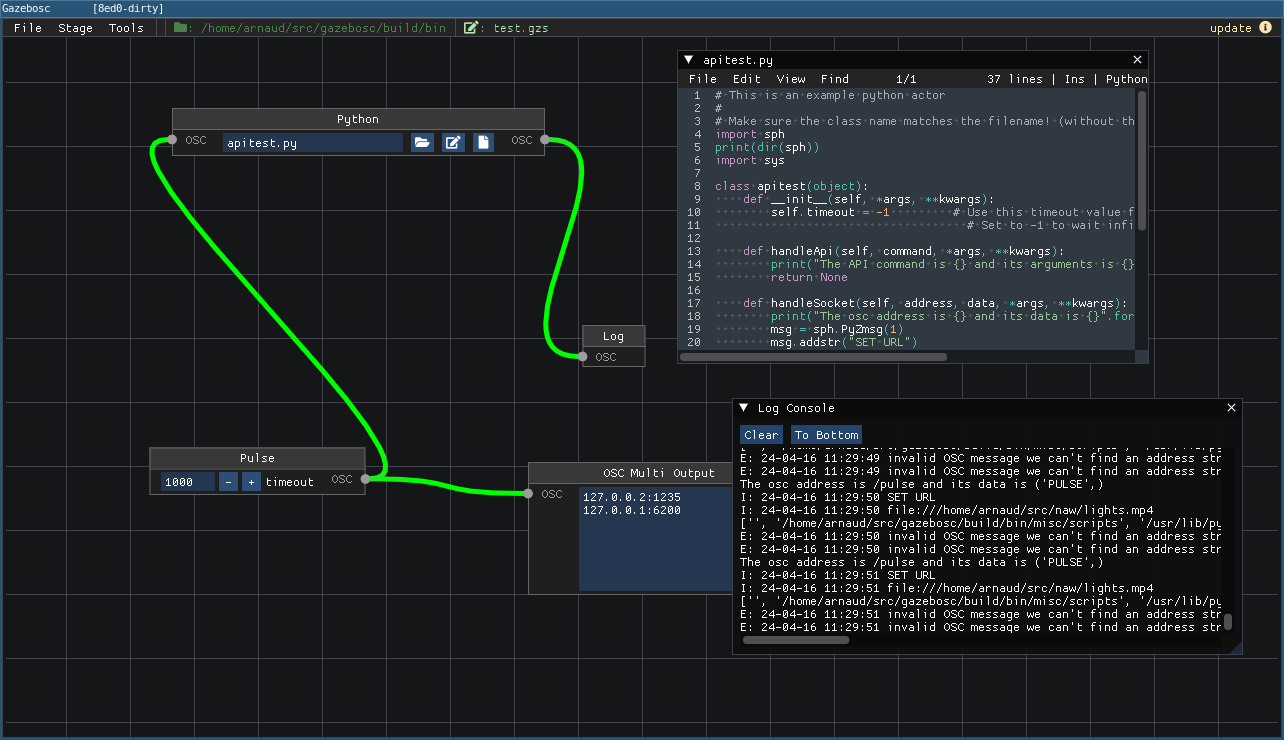 Gazebosc [8ed0-dirty]
File Stage Tools : /home/arnaud/src/gazebosc/build/bin : test.gzs update
Python
OSC apitest.py OSC
Log
OSC
Pulse
1000 - + timeout OSC
OSC Multi Output
OSC 127.0.0.2:1235
127.0.0.1:6200
apitest.py
File Edit View Find 1/1 37 lines | Ins | Python
1 # This is an example python actor
2 #
3 # Make sure the class name matches the filename! (without th
4 import sph
5 print(dir(sph))
6 import sys
7
8 class apitest(object):
9 def __init__(self, *args, **kwargs):
10 self.timeout = -1 # Use this timeout value f
11 # Set to -1 to wait infi
12
13 def handleApi(self, command, *args, **kwargs):
14 print("The API command is {} and its arguments is {}
15 return None
16
17 def handleSocket(self, address, data, *args, **kwargs):
18 print("The osc address is {} and its data is {}".for
19 msg = sph.PyZmsg(1)
20 msg.addstr("SET URL")
Log Console
Clear To Bottom
E: 24-04-16 11:29:49 invalid OSC message we can't find an address str
E: 24-04-16 11:29:49 invalid OSC message we can't find an address str
The osc address is /pulse and its data is ('PULSE',)
I: 24-04-16 11:29:50 SET URL
I: 24-04-16 11:29:50 file:///home/arnaud/src/naw/lights.mp4
['', '/home/arnaud/src/gazebosc/build/bin/misc/scripts', '/usr/lib/py
E: 24-04-16 11:29:50 invalid OSC message we can't find an address str
E: 24-04-16 11:29:50 invalid OSC message we can't find an address str
The osc address is /pulse and its data is ('PULSE',)
I: 24-04-16 11:29:51 SET URL
I: 24-04-16 11:29:51 file:///home/arnaud/src/naw/lights.mp4
['', '/home/arnaud/src/gazebosc/build/bin/misc/scripts', '/usr/lib/py
E: 24-04-16 11:29:51 invalid OSC message we can't find an address str
E: 24-04-16 11:29:51 invalid OSC message we can't find an address str